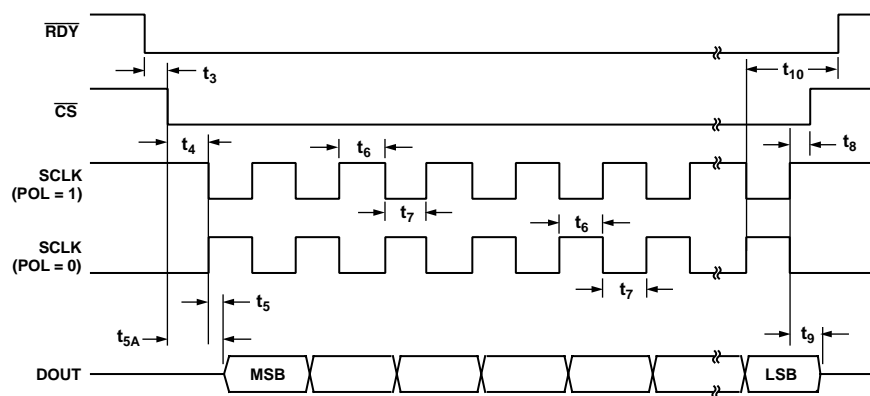 RDY
t3
t10
CS
t4
t6
t8
SCLK
(POL = 1)
t7
t6
SCLK
(POL = 0)
t7
t5
t5A
t9
DOUT
MSB
LSB